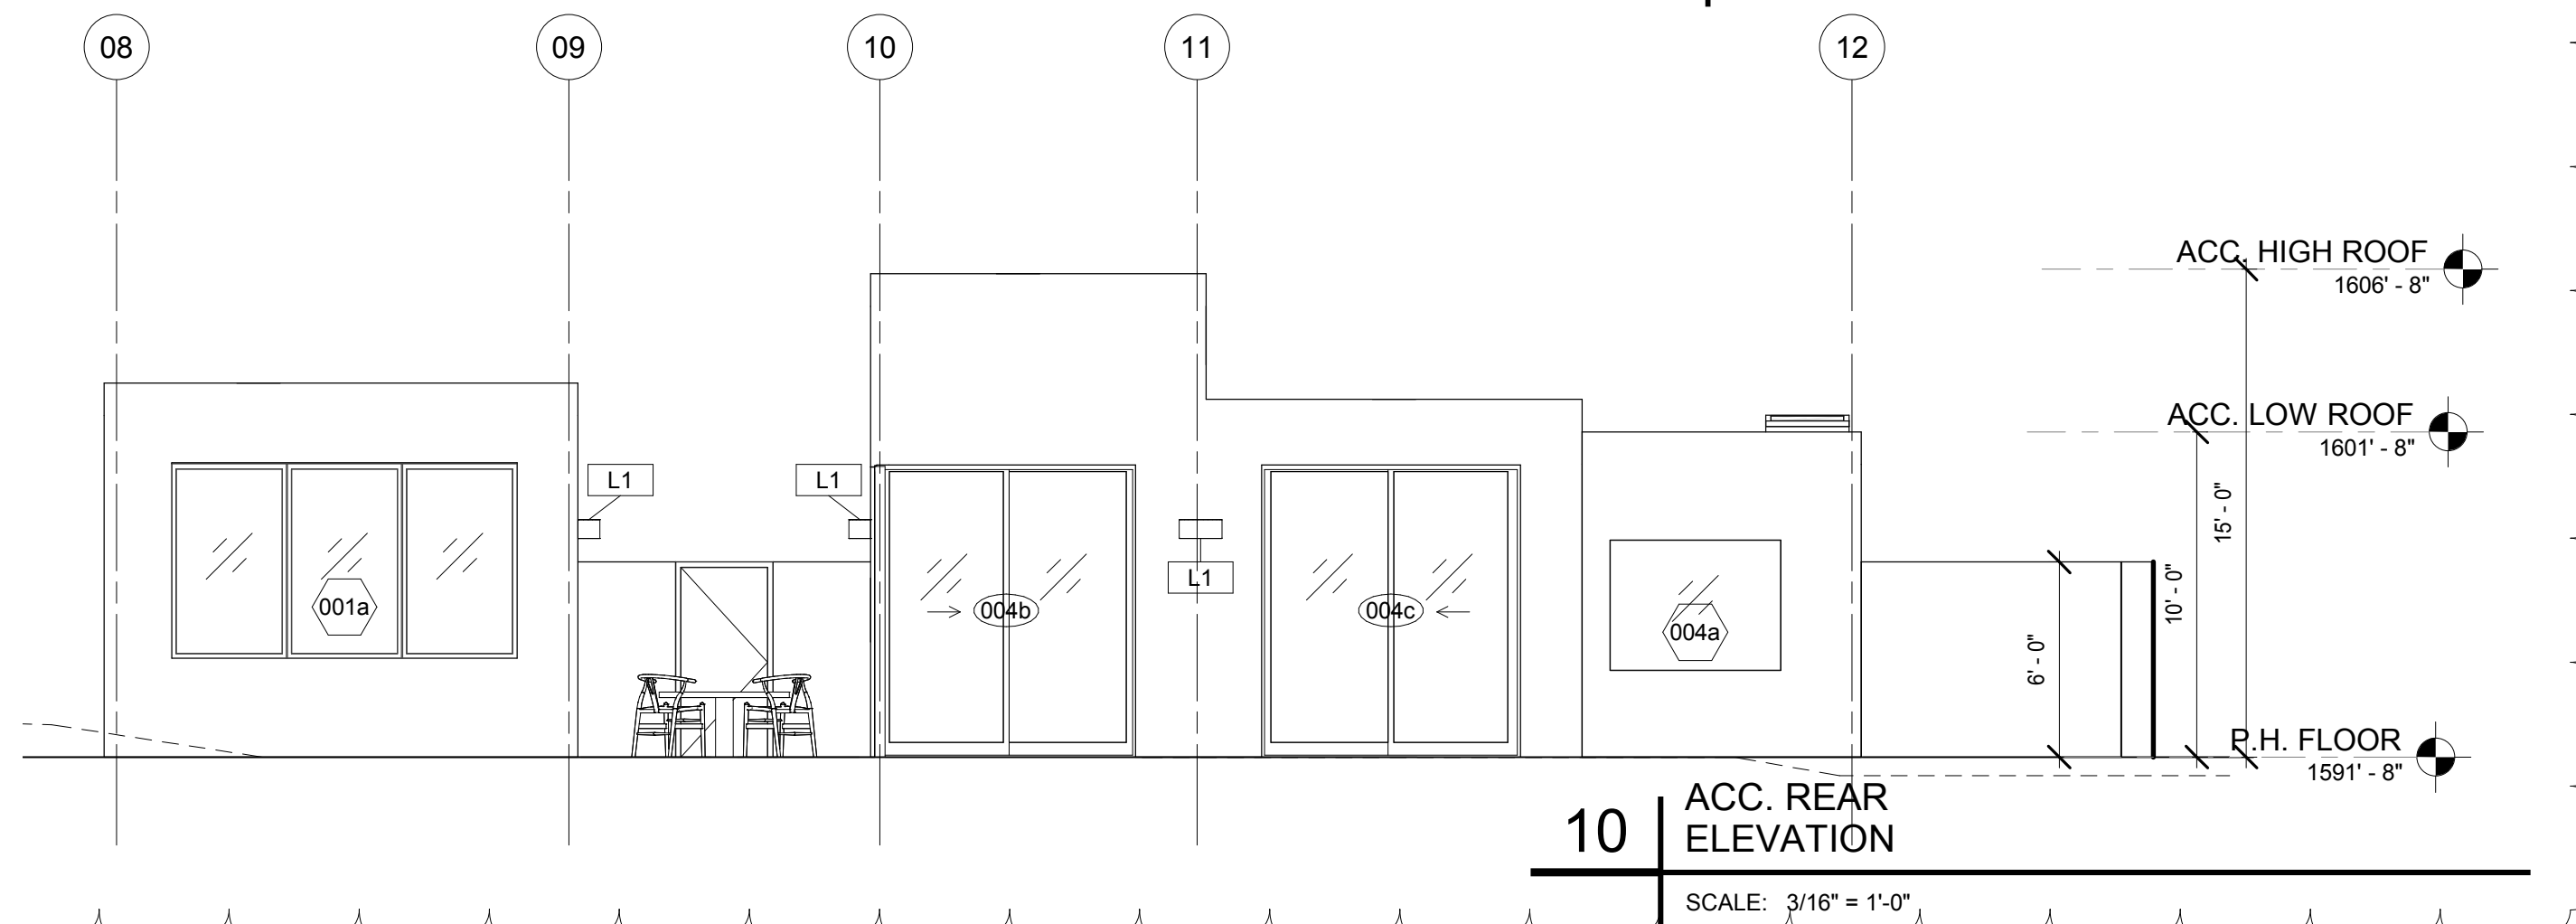 08
09
10
11
12
ACC. HIGH ROOF
1606' - 8"
ACC. LOW ROOF
1601' - 8"
L1
L1
L1
15' - 0"
10' - 0"
6' - 0"
001a
004b
004c
004a
P.H. FLOOR
1591' - 8"
10
ACC. REAR
ELEVATION
SCALE: 3/16" = 1'-0"